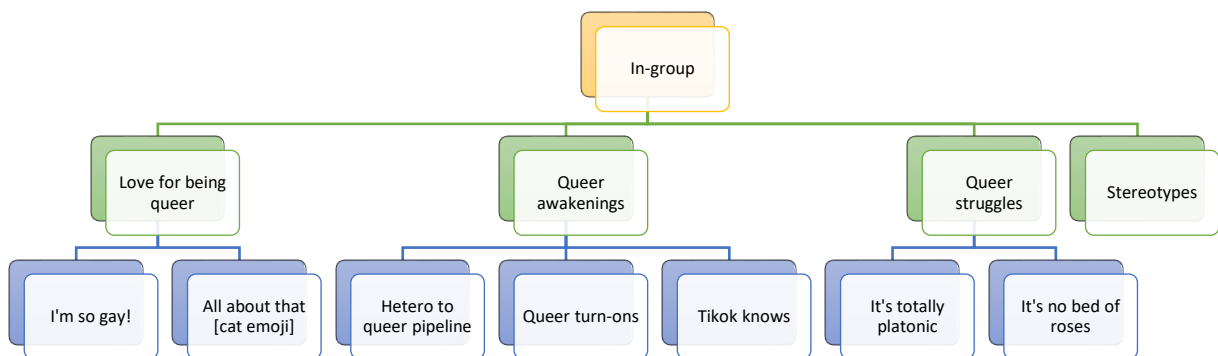 In-group
Love for being
queer
Queer
awakenings
Queer
struggles
Stereotypes
I'm so gay!
All about that
[cat emoji]
Hetero to
queer pipeline
Queer turn-ons
Tikok knows
It's totally
platonic
It's no bed of
roses